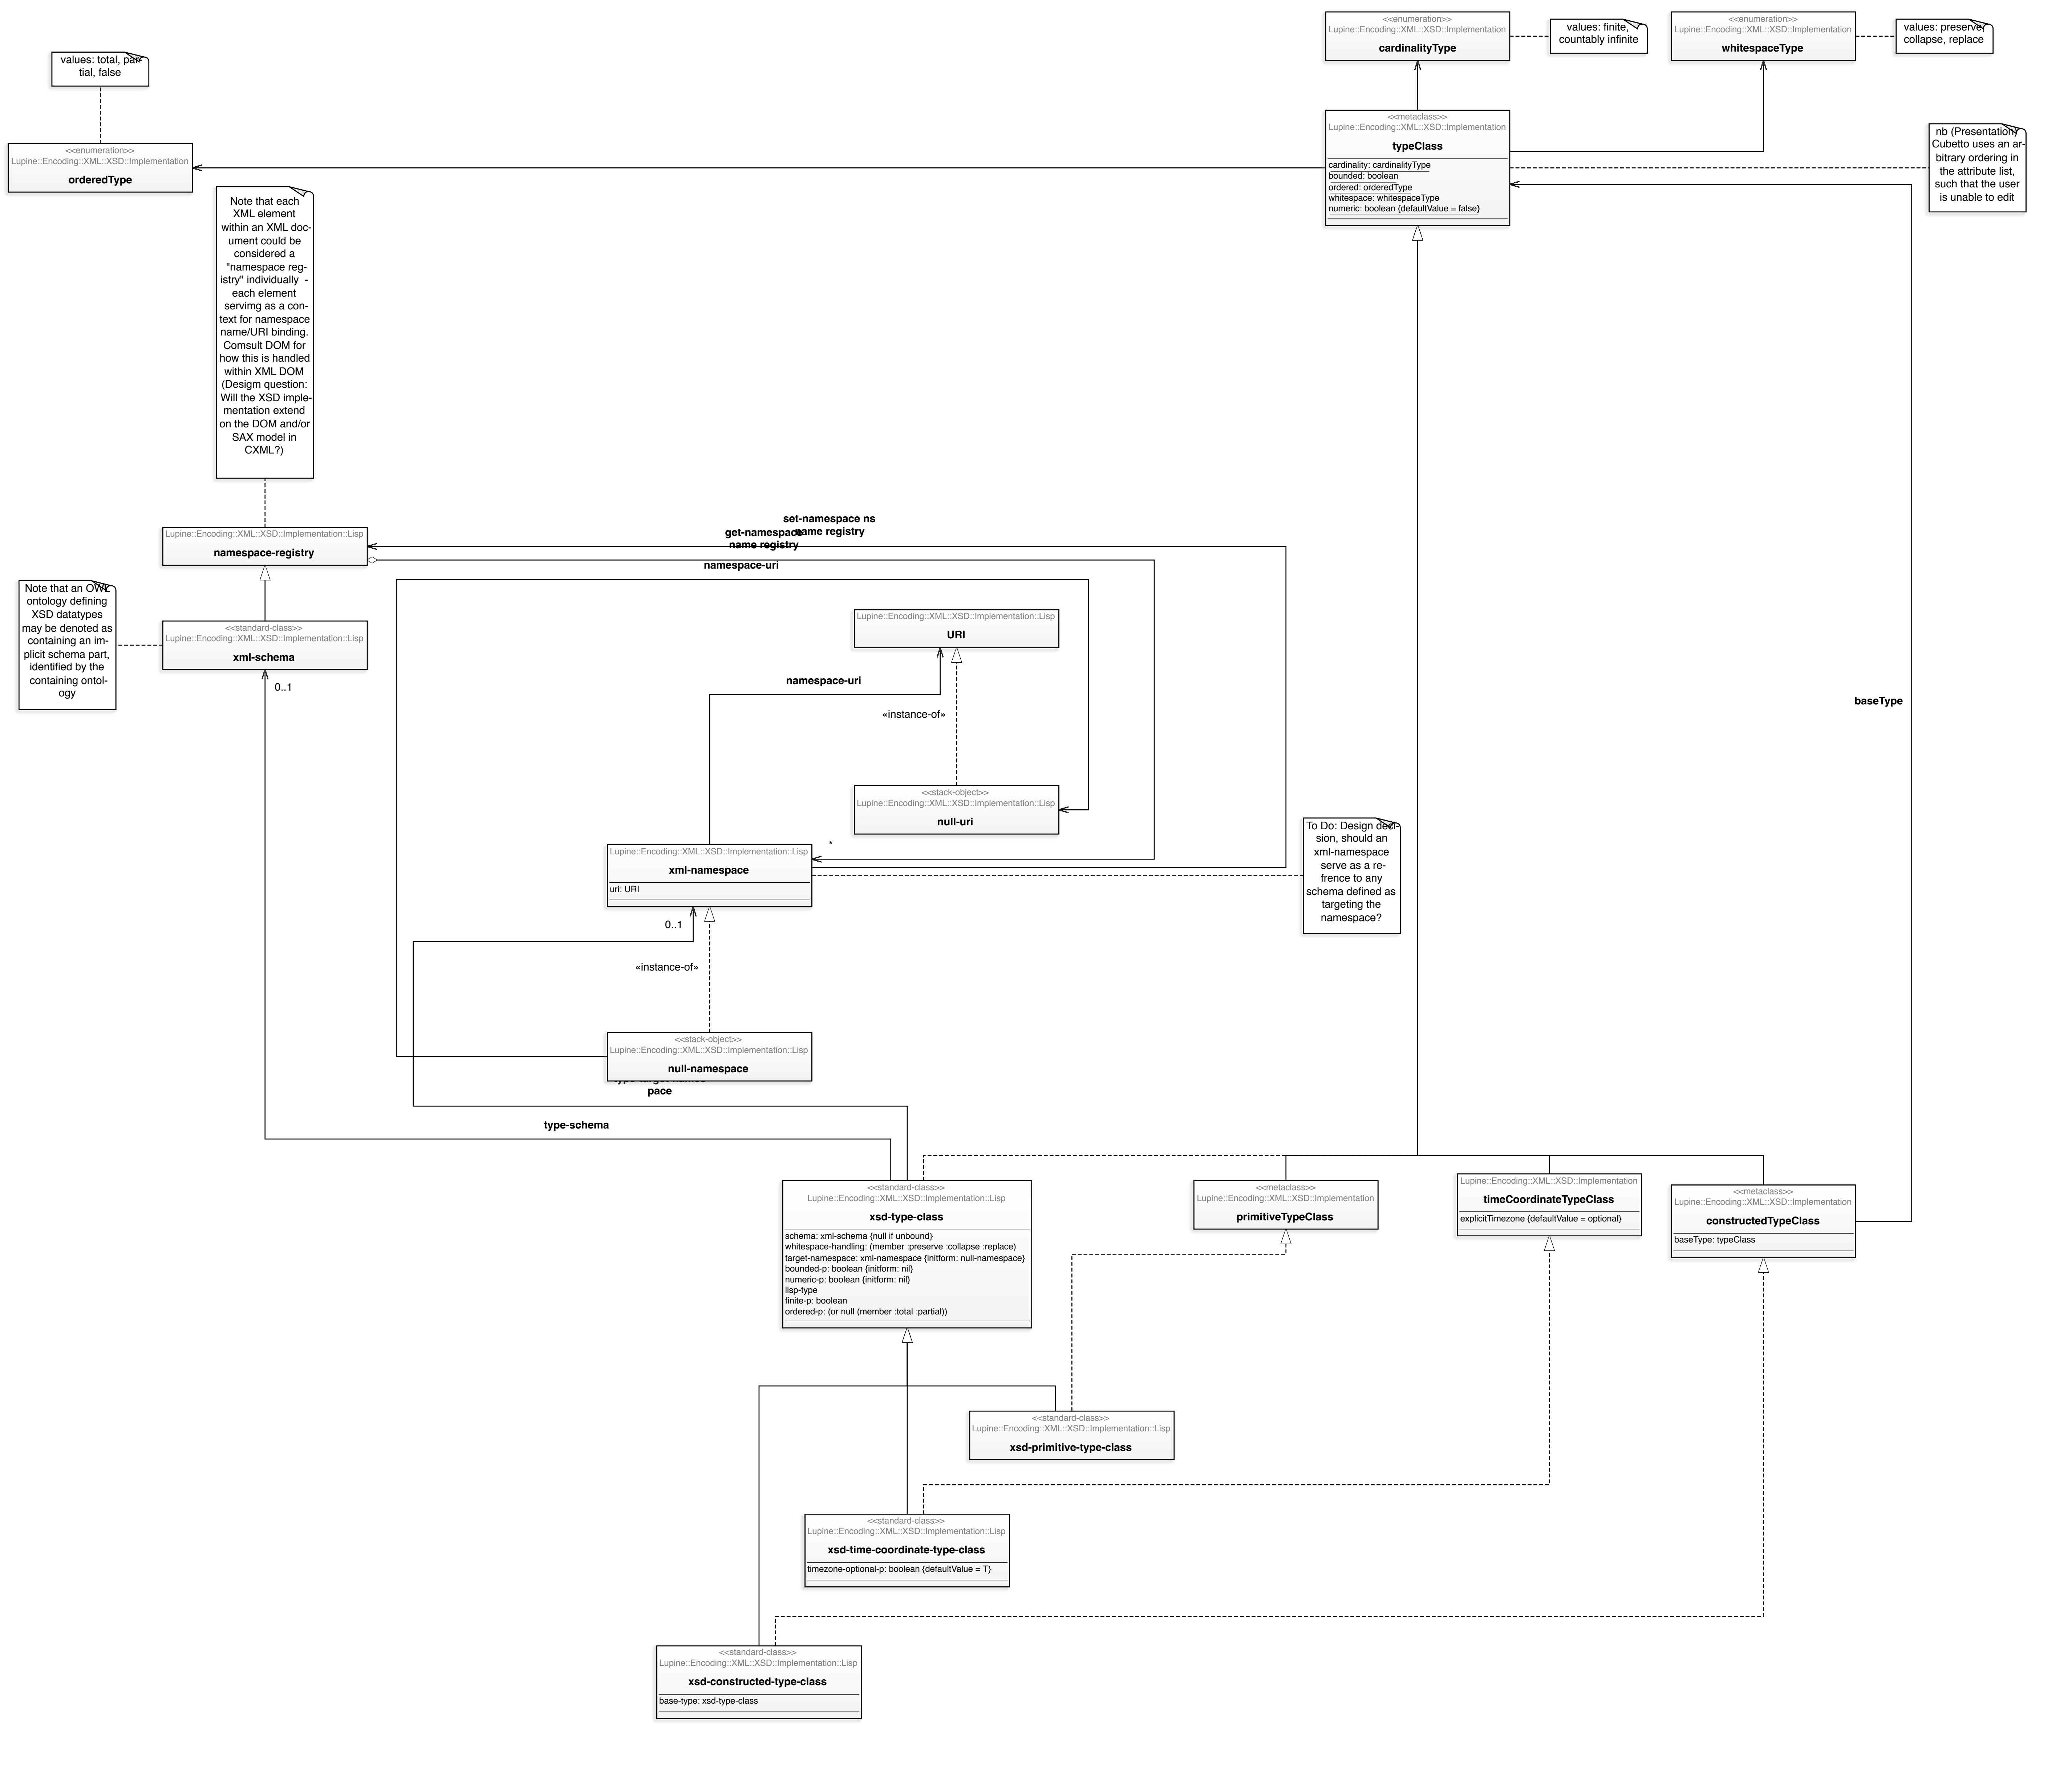 <<enumeration>>
Lupine::Encoding::XML::XSD::Implementation
cardinalityType
values: finite,
countably infinite
<<enumeration>>
Lupine::Encoding::XML::XSD::Implementation
whitespaceType
values: preserve,
collapse, replace
values: total, par-
tial, false
<<enumeration>>
Lupine::Encoding::XML::XSD::Implementation
orderedType
<<metaclass>>
Lupine::Encoding::XML::XSD::Implementation
typeClass
cardinality: cardinalityType
bounded: boolean
ordered: orderedType
whitespace: whitespaceType
numeric: boolean {defaultValue = false}
nb (Presentation)
Cubetto uses an ar-
bitrary ordering in
the attribute list,
such that the user
is unable to edit
Note that each
XML element
within an XML doc-
ument could be
considered a
"namespace reg-
istry" individually  -
each element
servimg as a con-
text for namespace
name/URI binding.
Comsult DOM for
how this is handled
within XML DOM
(Desigm question:
Will the XSD imple-
mentation extend
on the DOM and/or
SAX model in
CXML?)
Lupine::Encoding::XML::XSD::Implementation::Lisp
namespace-registry
set-namespace ns
name registry
get-namespace
name registry
namespace-uri
Note that an OWL
ontology defining
XSD datatypes
may be denoted as
containing an im-
plicit schema part,
identified by the
containing ontol-
ogy
<<standard-class>>
Lupine::Encoding::XML::XSD::Implementation::Lisp
xml-schema
0..1
Lupine::Encoding::XML::XSD::Implementation::Lisp
URI
namespace-uri
«instance-of»
baseType
<<stack-object>>
Lupine::Encoding::XML::XSD::Implementation::Lisp
null-uri
*
Lupine::Encoding::XML::XSD::Implementation::Lisp
xml-namespace
uri: URI
To Do: Design deci-
sion, should an
xml-namespace
serve as a re-
frence to any
schema defined as
targeting the
namespace?
0..1
«instance-of»
<<stack-object>>
Lupine::Encoding::XML::XSD::Implementation::Lisp
null-namespace
type-target-names
pace
type-schema
<<standard-class>>
Lupine::Encoding::XML::XSD::Implementation::Lisp
xsd-type-class
schema: xml-schema {null if unbound}
whitespace-handling: (member :preserve :collapse :replace)
target-namespace: xml-namespace {initform: null-namespace}
bounded-p: boolean {initform: nil}
numeric-p: boolean {initform: nil}
lisp-type
finite-p: boolean
ordered-p: (or null (member :total :partial))
<<metaclass>>
Lupine::Encoding::XML::XSD::Implementation
primitiveTypeClass
Lupine::Encoding::XML::XSD::Implementation
timeCoordinateTypeClass
explicitTimezone {defaultValue = optional}
<<metaclass>>
Lupine::Encoding::XML::XSD::Implementation
constructedTypeClass
baseType: typeClass
<<standard-class>>
Lupine::Encoding::XML::XSD::Implementation::Lisp
xsd-primitive-type-class
<<standard-class>>
Lupine::Encoding::XML::XSD::Implementation::Lisp
xsd-time-coordinate-type-class
timezone-optional-p: boolean {defaultValue = T}
<<standard-class>>
Lupine::Encoding::XML::XSD::Implementation::Lisp
xsd-constructed-type-class
base-type: xsd-type-class